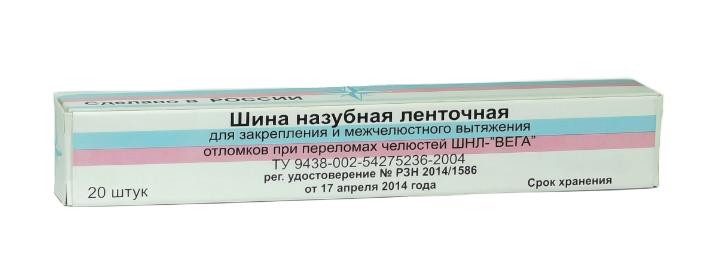 Сделано в РОССИИ
Шина назубная ленточная
для закрепления и межчелюстного вытяжения
отломков при переломах челюстей ШНЛ-"ВЕГА"
ТУ 9438-002-54275236-2004
рег. удостоверение № РЗН 2014/1586
от 17 апреля 2014 года
20 штук
Срок хранения